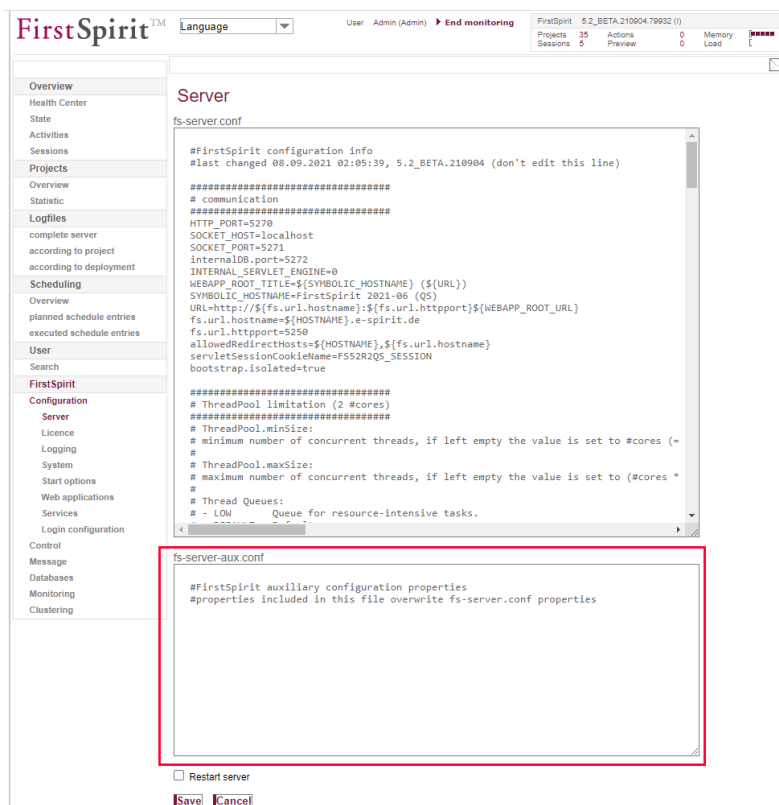 FirstSpirit™
Language
User Admin (Admin) End monitoring
FirstSpirit 5.2_BETA.210904.79932 (I)
Projects 35 Actions 0 Memory
Sessions 5 Preview 0 Load
Overview
Health Center
State
Activities
Sessions
Projects
Overview
Statistic
Logfiles
complete server
according to project
according to deployment
Scheduling
Overview
planned schedule entries
executed schedule entries
User
Search
FirstSpirit
Configuration
Server
Licence
Logging
System
Start options
Web applications
Services
Login configuration
Control
Message
Databases
Monitoring
Clustering
Server
fs-server.conf
#FirstSpirit configuration info
#last changed 08.09.2021 02:05:39, 5.2_BETA.210904 (don't edit this line)
##################################
# communication
##################################
HTTP_PORT=5270
SOCKET_HOST=localhost
SOCKET_PORT=5271
internalDB.port=5272
INTERNAL_SERVLET_ENGINE=0
WEBAPP_ROOT_TITLE=${SYMBOLIC_HOSTNAME} (${URL})
SYMBOLIC_HOSTNAME=FirstSpirit 2021-06 (QS)
URL=http://${fs.url.hostname}:${fs.url.httpport}${WEBAPP_ROOT_URL}
fs.url.hostname=${HOSTNAME}.e-spirit.de
fs.url.httpport=5250
allowedRedirectHosts=${HOSTNAME},${fs.url.hostname}
servletSessionCookieName=FS52R2QS_SESSION
bootstrap.isolated=true
##################################
# ThreadPool limitation (2 #cores)
##################################
# ThreadPool.minSize:
# minimum number of concurrent threads, if left empty the value is set to #cores (=
#
# ThreadPool.maxSize:
# maximum number of concurrent threads, if left empty the value is set to (#cores *
#
# Thread Queues:
# - LOW Queue for resource-intensive tasks.
fs-server-aux.conf
#FirstSpirit auxiliary configuration properties
#properties included in this file overwrite fs-server.conf properties
Restart server
Save Cancel